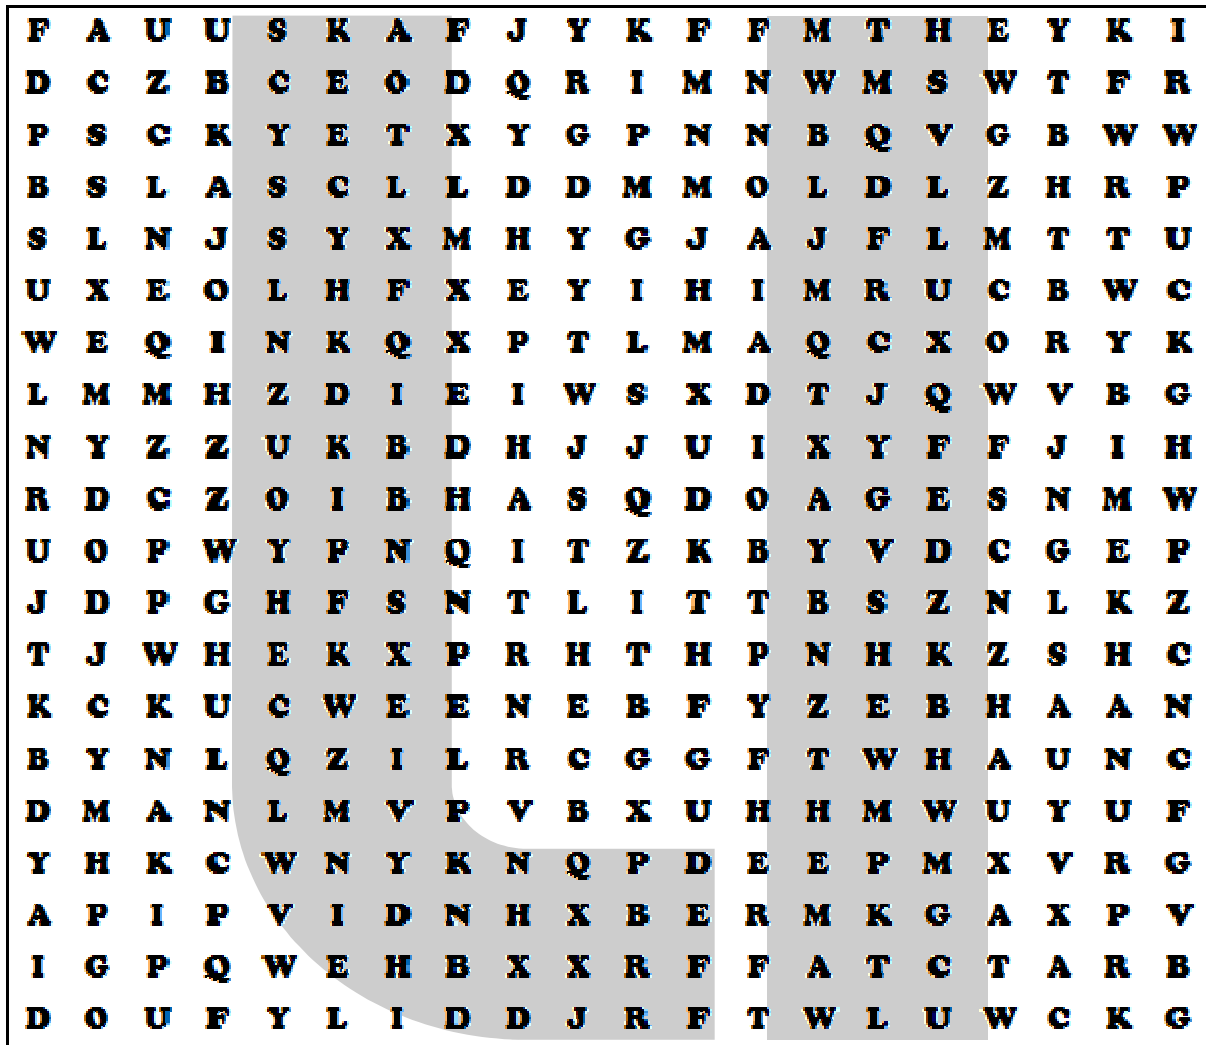 F A U U S K A F J Y K F F M T H E Y K I
D C Z B C E O D Q R I M N W M S W T F R
P S C K Y E T X Y G P N N B Q V G B W W
B S L A S C L L D D M M O L D L Z H R P
S L N J S Y X M H Y G J A J F L M T T U
U X E O L H F X E Y I H I M R U C B W C
W E Q I N K Q X P T L M A Q C X O R Y K
L M M H Z D I E I W S X D T J Q W V B G
N Y Z Z U K B D H J J U I X Y F F J I H
R D C Z O I B H A S Q D O A G E S N M W
U O P W Y P N Q I T Z K B Y V D C G E P
J D P G H F S N T L I T T B S Z N L K Z
T J W H E K X P R H T H P N H K Z S H C
K C K U C W E E N E B F Y Z E B H A A N
B Y N L Q Z I L R C G G F T W H A U N C
D M A N L M V P V B X U H H M W U Y U F
Y H K C W N Y K N Q P D E E P M X V R G
A P I P V I D N H X B E R M K G A X P V
I G P Q W E H B X X R F F A T C T A R B
D O U F Y L I D D J R F T W L U W C K G